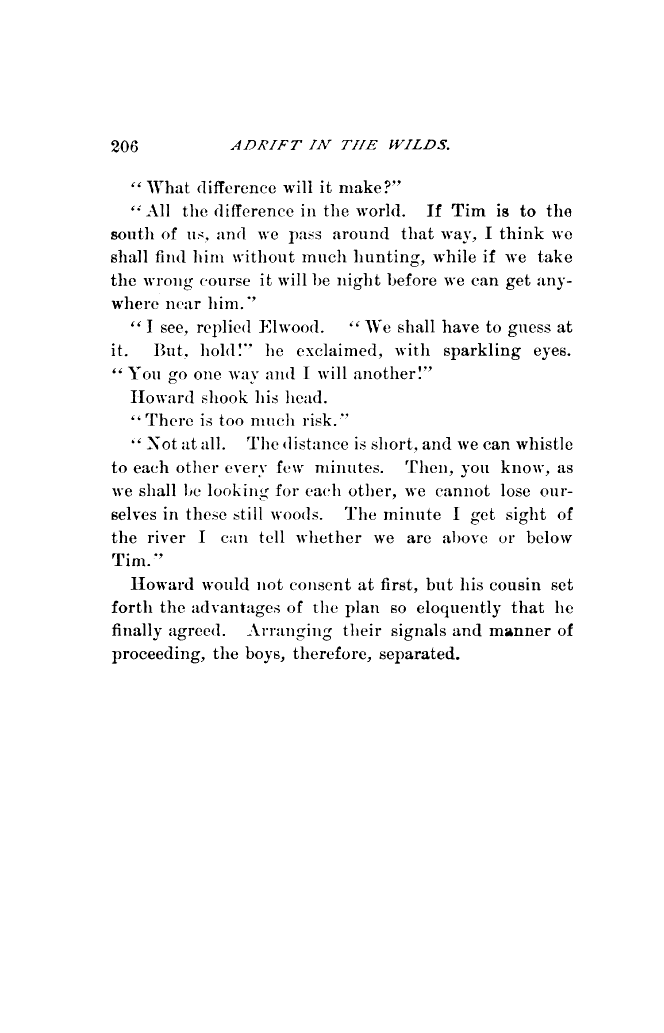 206 ADRIFT IN THE WILDS.
“What difference will it make?”
“All the difference in the world. If Tim is to the
south of us, and we pass around that way, I think we
shall find him without much hunting, while if we take
the wrong course it will be night before we can get any-
where near him.”
“I see, replied Elwood. “We shall have to guess at
it. But, hold!” he exclaimed, with sparkling eyes.
“You go one way and I will another!”
Howard shook his head.
“There is too much risk.”
“Not at all. The distance is short, and we can whistle
to each other every few minutes. Then, you know, as
we shall be looking for each other, we cannot lose our-
selves in these still woods. The minute I get sight of
the river I can tell whether we are above or below
Tim.”
Howard would not consent at first, but his cousin set
forth the advantages of the plan so eloquently that he
finally agreed. Arranging their signals and manner of
proceeding, the boys, therefore, separated.